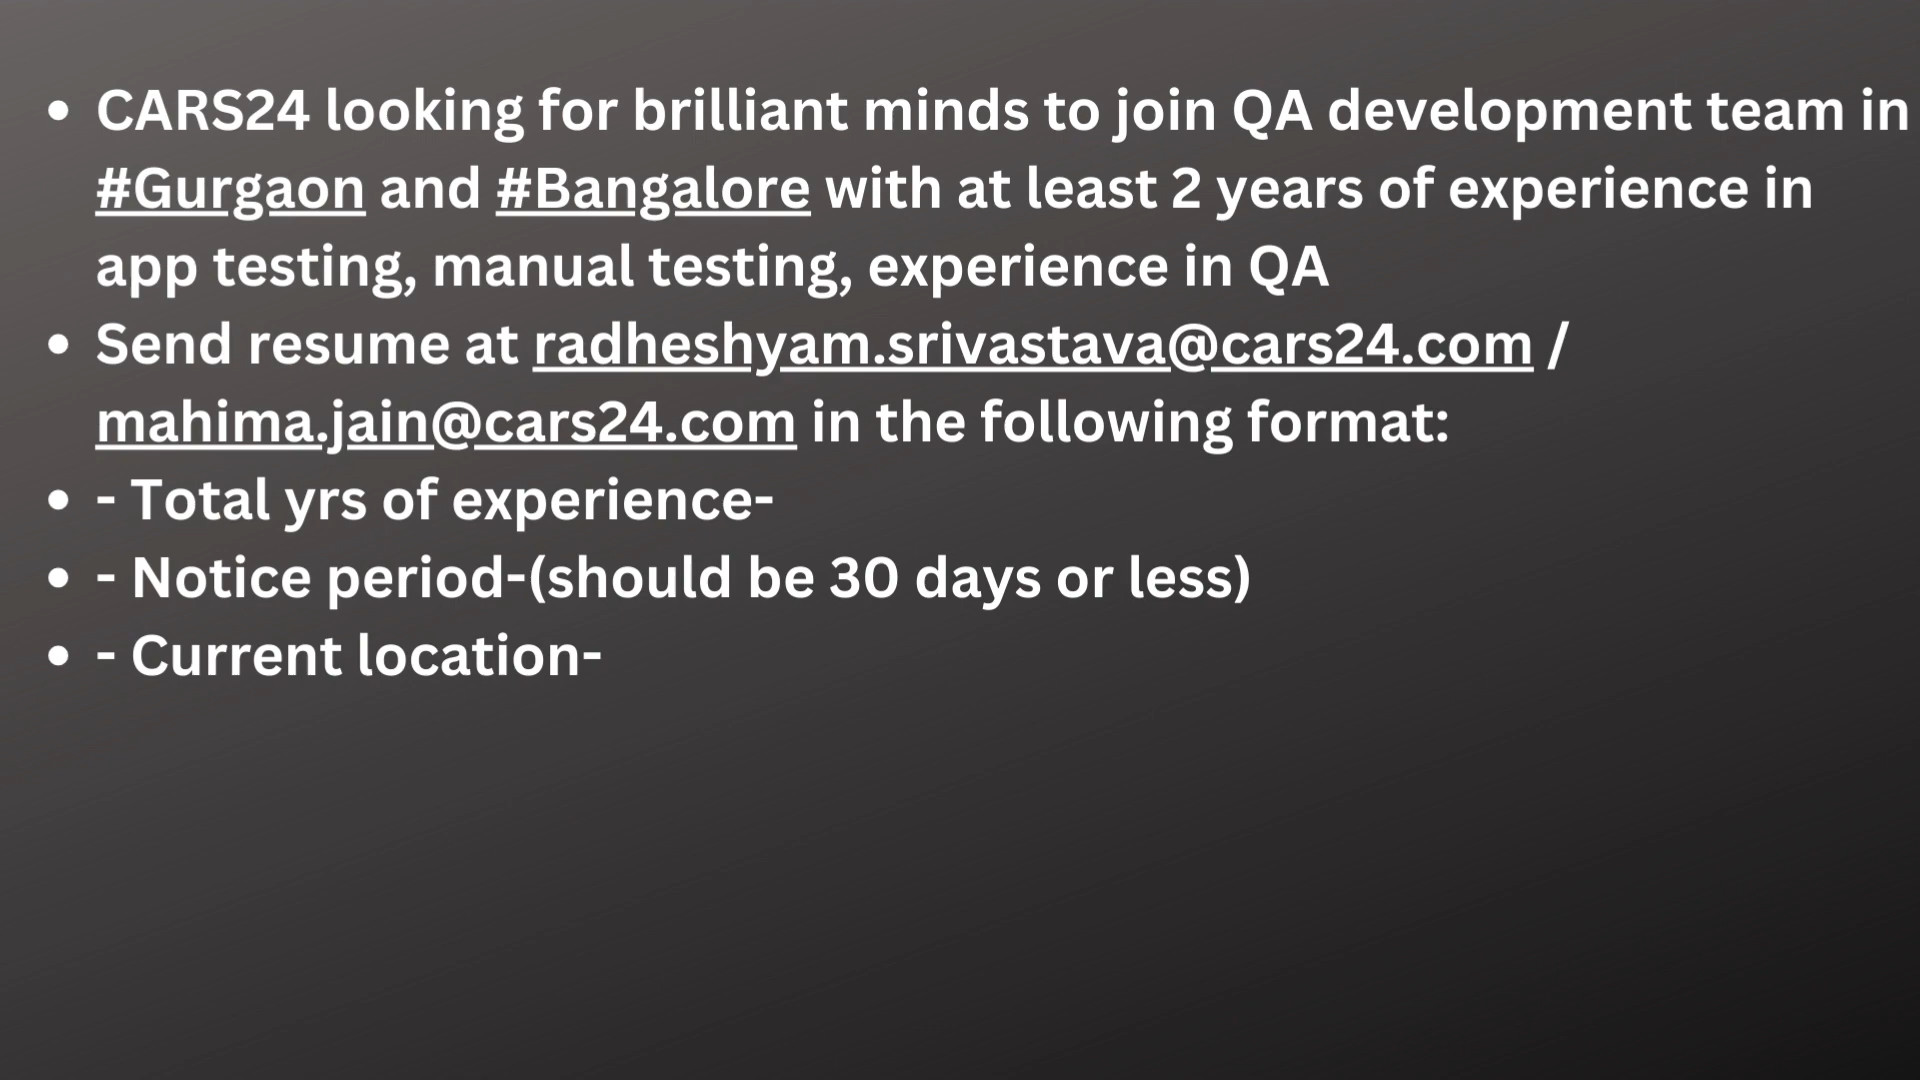 • CARS24 looking for brilliant minds to join QA development team in
#Gurgaon and #Bangalore with at least 2 years of experience in
app testing, manual testing, experience in QA
• Send resume at radheshyam.srivastava@cars24.com /
mahima.jain@cars24.com in the following format:
• - Total yrs of experience-
• - Notice period-(should be 30 days or less)
• - Current location-